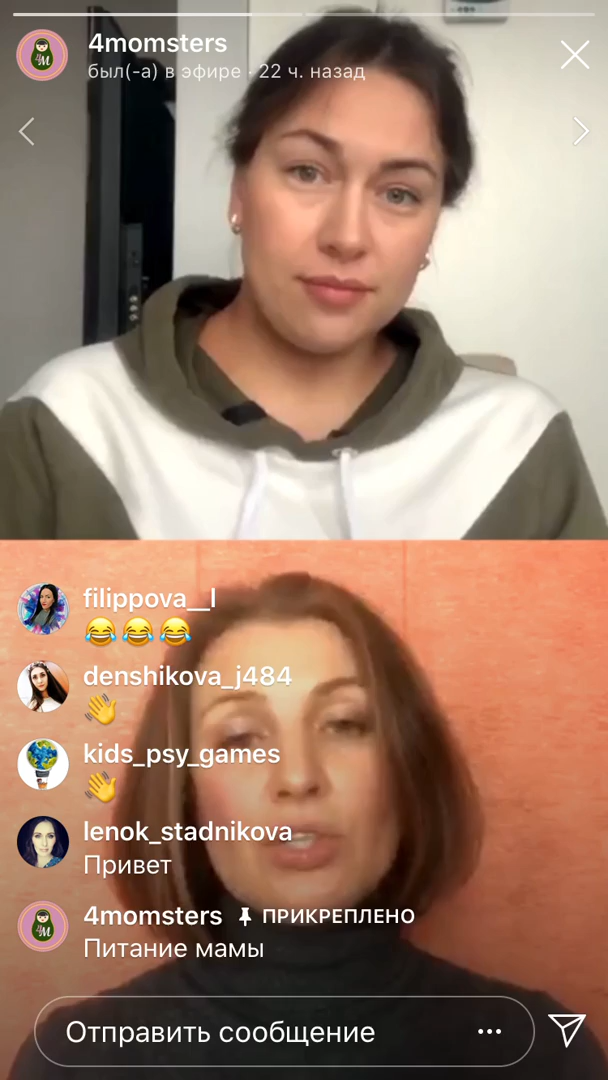 4momsters
был(-а) в эфире · 22 ч. назад
filippova__l
😂😂😂
denshikova_j484
👋
kids_psy_games
👋
lenok_stadnikova
Привет
4momsters ПРИКРЕПЛЕНО
Питание мамы
Отправить сообщение